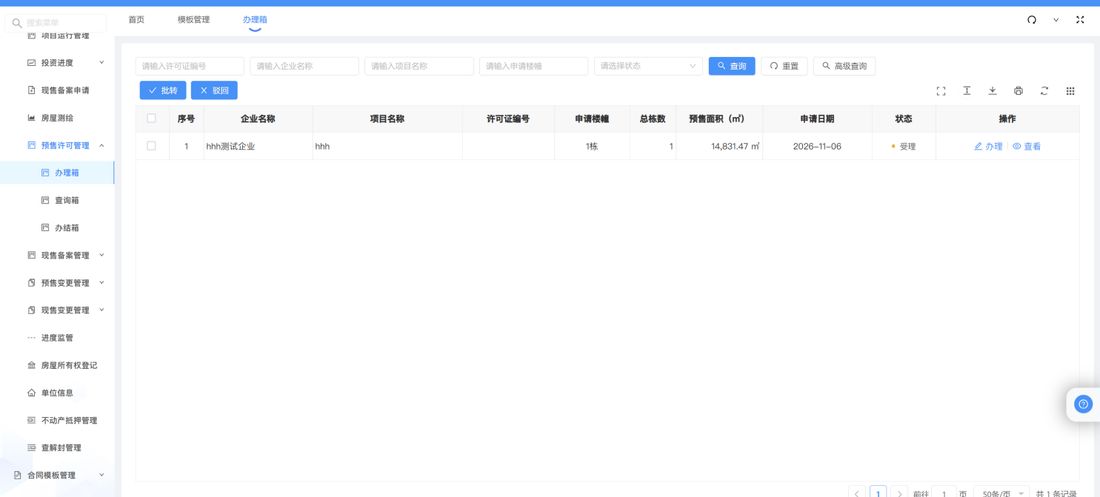 搜索菜单
首页 模板管理 办理箱
项目运行管理
投资进度
现售备案申请
房屋测绘
预售许可管理
办理箱
查询箱
办结箱
现售备案管理
预售变更管理
现售变更管理
进度监管
房屋所有权登记
单位信息
不动产抵押管理
查解封管理
合同模板管理
请输入许可证编号 请输入企业名称 请输入项目名称 请输入申请楼幢 请选择状态 查询 重置 高级查询
批转 驳回
序号 企业名称 项目名称 许可证编号 申请楼幢 总栋数 预售面积（㎡） 申请日期 状态 操作
1 hhh测试企业 hhh 1栋 1 14,831.47 ㎡ 2026-11-06 受理 办理 查看
1 前往 1 页 50条/页 共 1 条记录